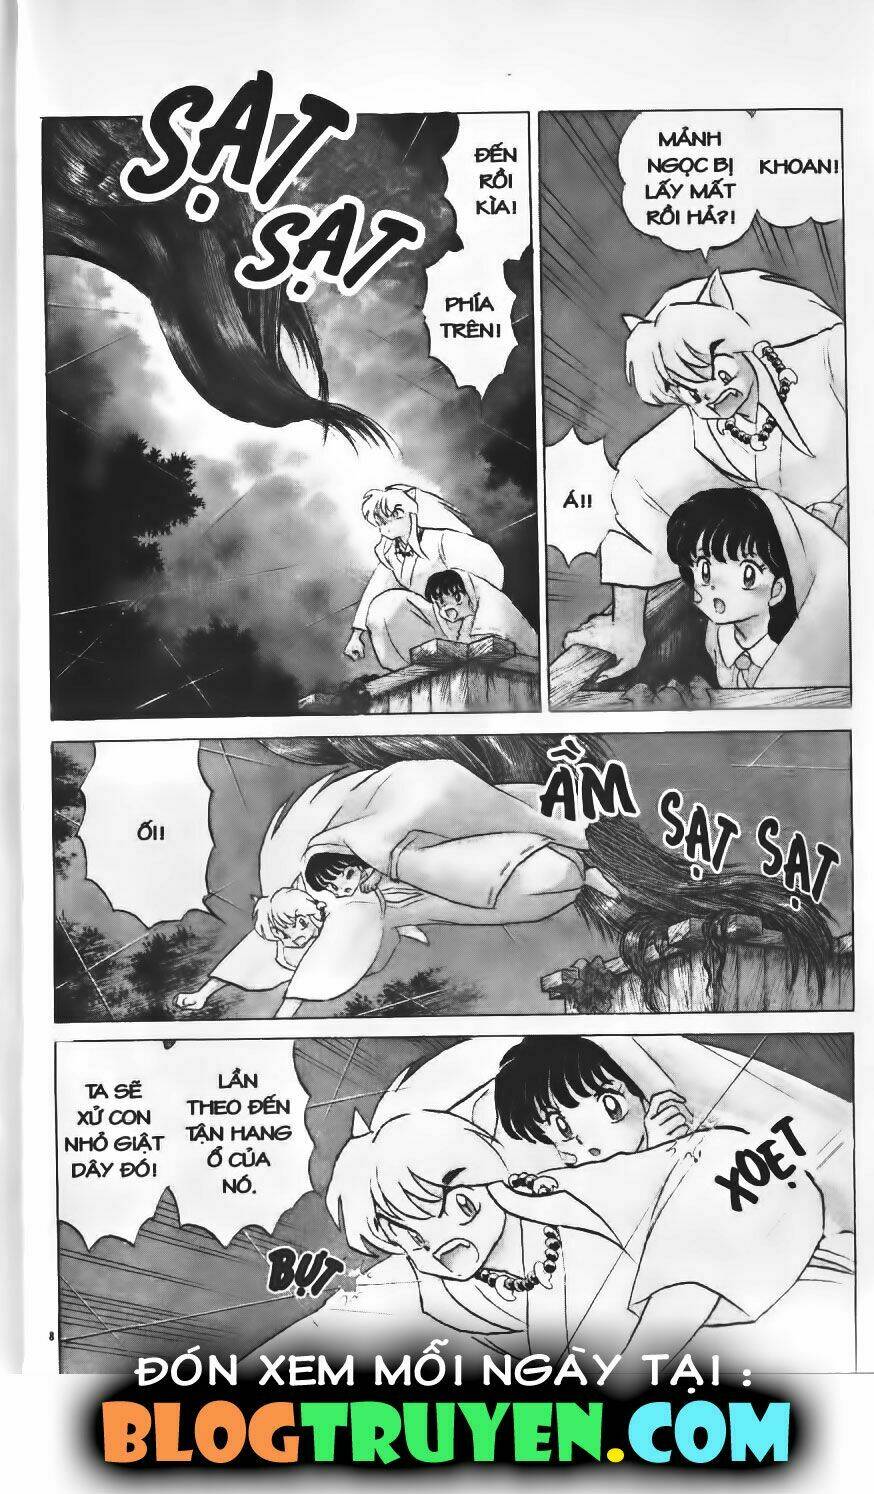 KHOAN!
MẢNH
NGỌC BỊ
LẤY MẤT
RỒI HẢ?!
Á!!
ĐẾN
RỒI
KÌA!
PHÍA
TRÊN!
SẠT
SẠT
ẦM
SẠT SẠT
ỐI!
XOẸT
LẦN
THEO ĐẾN
TẬN HANG
Ổ CỦA
NÓ.
TA SẼ
XỬ CON
NHỎ GIẬT
DÂY ĐÓ!
BỤT
8
ĐÓN XEM MỖI NGÀY TẠI :
BLOGTRUYEN.COM